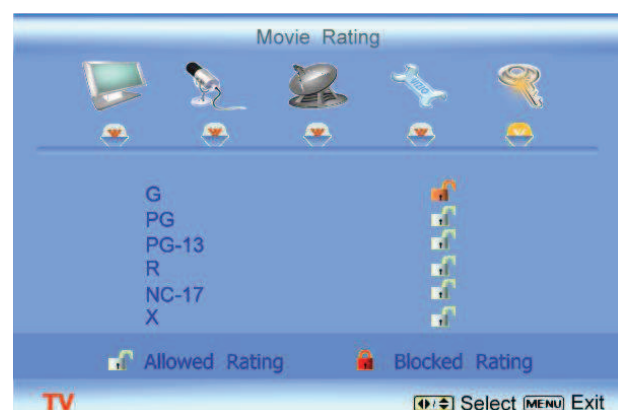 Movie Rating
G
PG
PG-13
R
NC-17
X
Allowed Rating Blocked Rating
TV Select MENU Exit